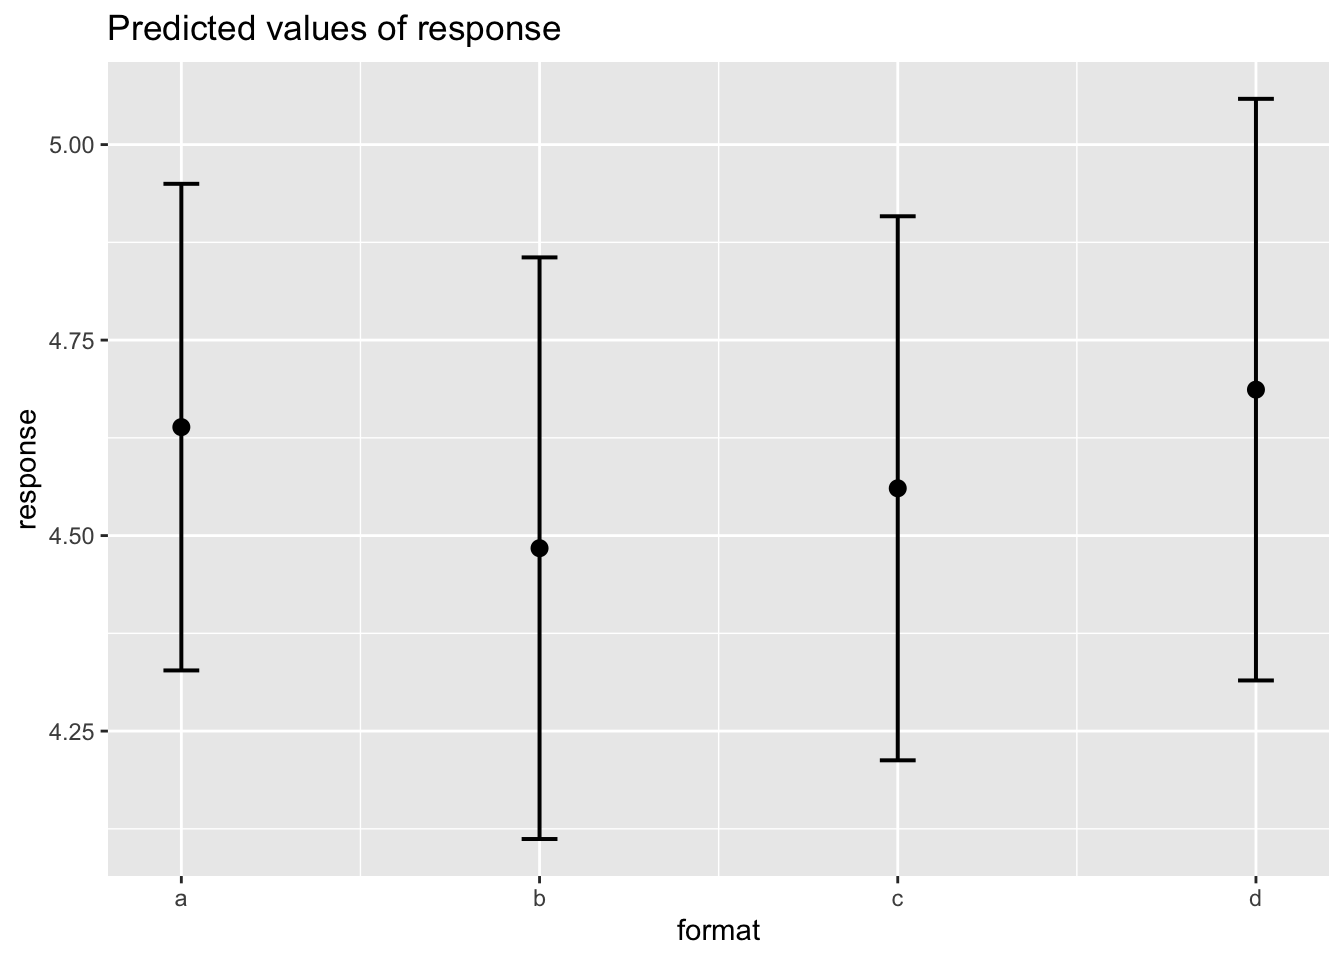 Predicted values of response
5.00
4.75
4.50
4.25
response
a b c d
format